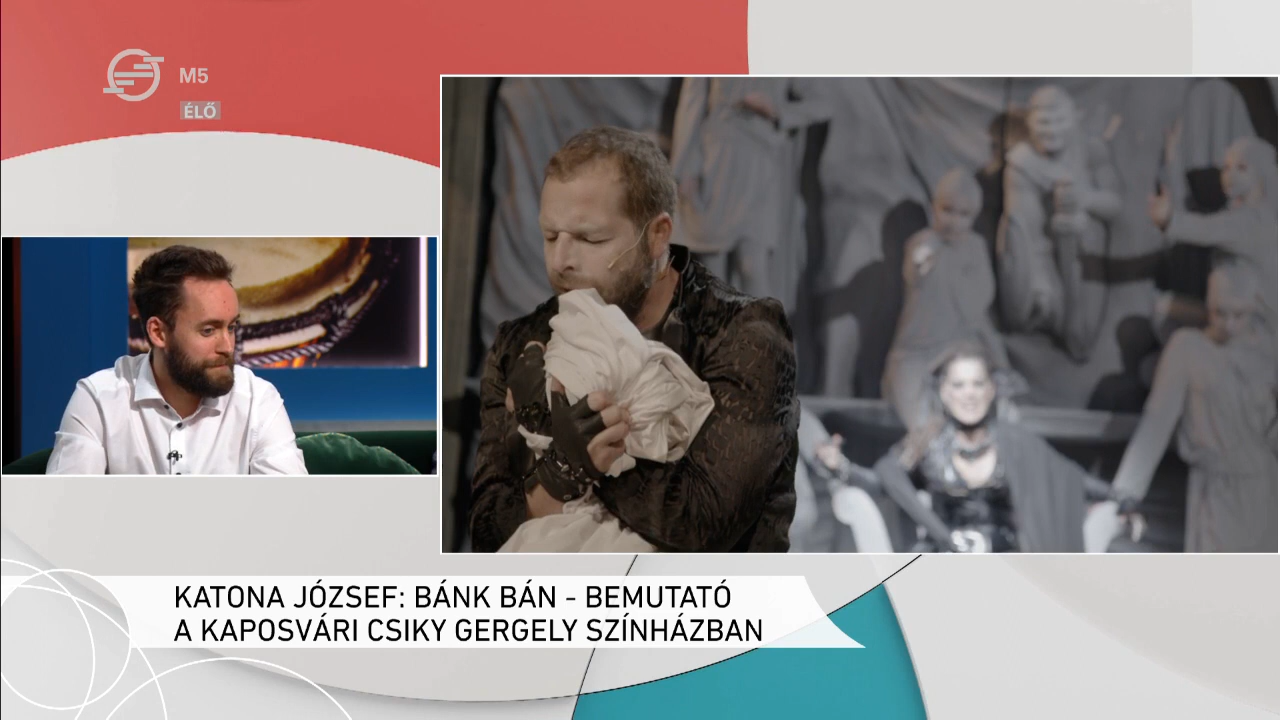 M5
ÉLŐ
KATONA JÓZSEF: BÁNK BÁN - BEMUTATÓ
A KAPOSVÁRI CSIKY GERGELY SZÍNHÁZBAN